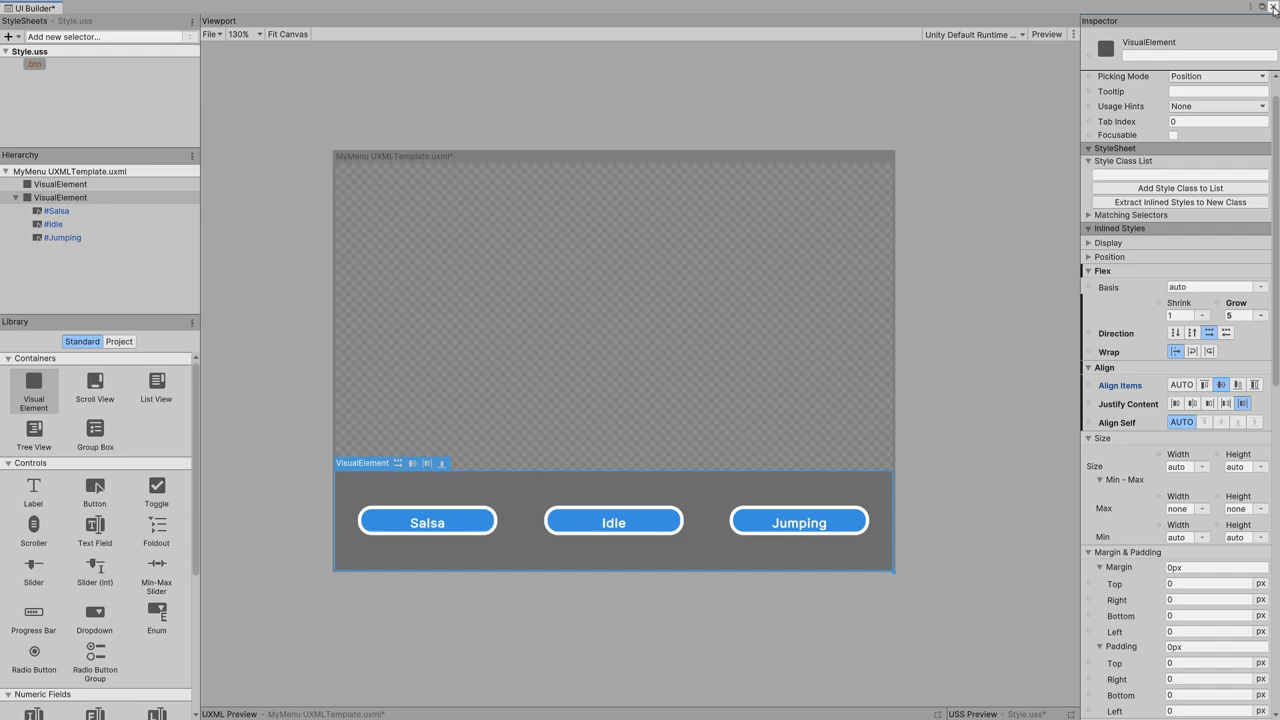 UI Builder*
StyleSheets - Style.uss
Add new selector...
Style.uss
.btn
Hierarchy
MyMenu UXMLTemplate.uxml
VisualElement
VisualElement
#Salsa
#Idle
#Jumping
Library
Standard Project
Containers
Visual Element
Scroll View
List View
Tree View
Group Box
Controls
Label
Button
Toggle
Scroller
Text Field
Foldout
Slider
Slider (Int)
Min-Max Slider
Progress Bar
Dropdown
Enum
Radio Button
Radio Button Group
Numeric Fields
Viewport
File 130% Fit Canvas
Unity Default Runtime ... Preview
MyMenu UXMLTemplate.uxml*
VisualElement
Salsa Idle Jumping
UXML Preview - MyMenu UXMLTemplate.uxml*
USS Preview - Style.uss*
Inspector
VisualElement
Picking Mode Position
Tooltip
Usage Hints None
Tab Index 0
Focusable
StyleSheet
Style Class List
Add Style Class to List
Extract Inlined Styles to New Class
Matching Selectors
Inlined Styles
Display
Position
Flex
Basis auto -
Shrink Grow
1 - 5 -
Direction
Wrap
Align
Align Items AUTO
Justify Content
Align Self AUTO
Size
Width Height
Size auto - auto -
Min - Max
Width Height
Max none - none -
Width Height
Min auto - auto -
Margin & Padding
Margin 0px
Top 0 px
Right 0 px
Bottom 0 px
Left 0 px
Padding 0px
Top 0 px
Right 0 px
Bottom 0 px
Left 0 px